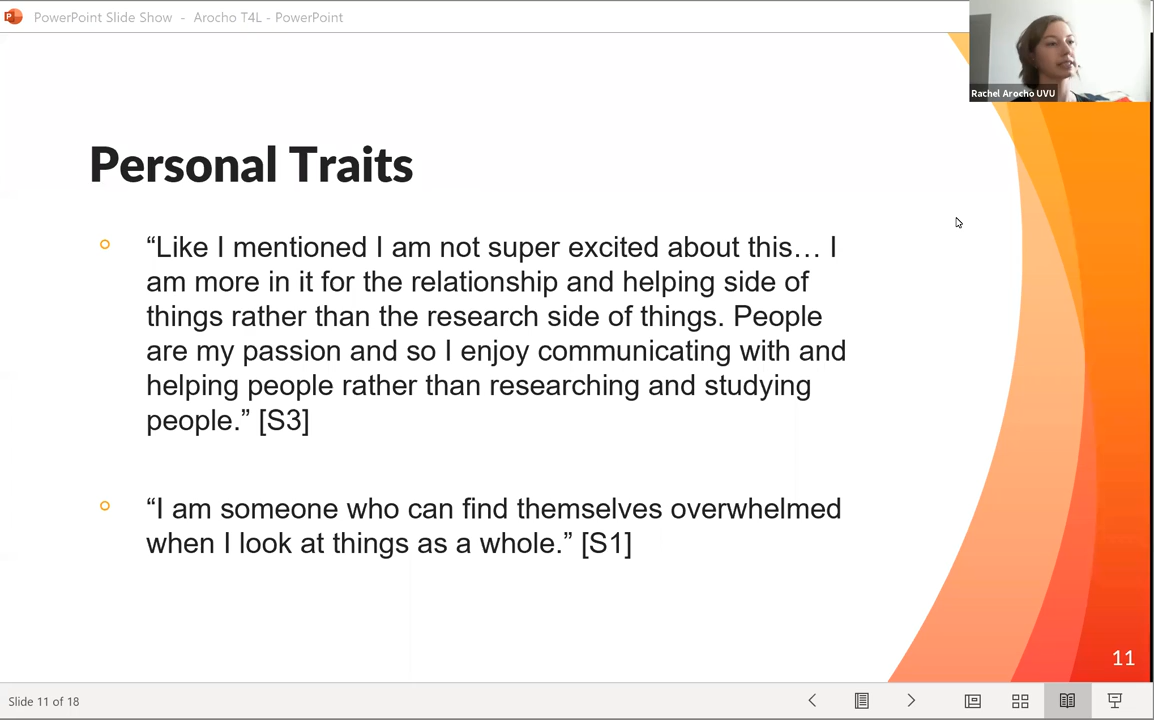 PowerPoint Slide Show - Arocho T4L - PowerPoint
Rachel Arocho UVU
Personal Traits
“Like I mentioned I am not super excited about this… I
am more in it for the relationship and helping side of
things rather than the research side of things. People
are my passion and so I enjoy communicating with and
helping people rather than researching and studying
people.” [S3]
“I am someone who can find themselves overwhelmed
when I look at things as a whole.” [S1]
11
Slide 11 of 18